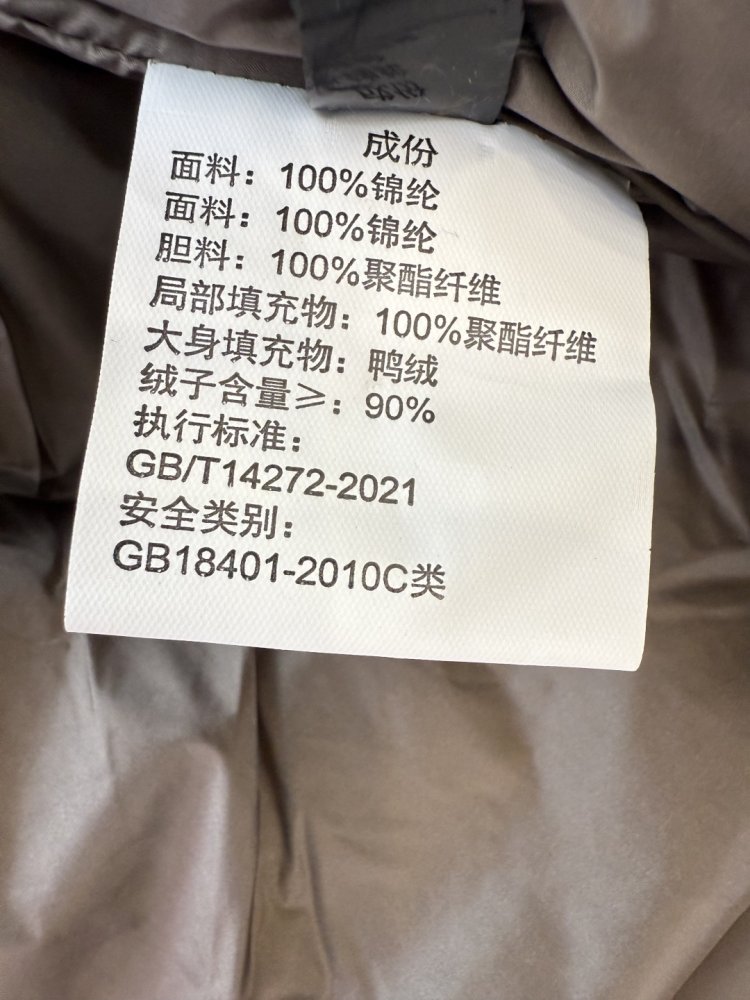 成份
面料：100%锦纶
面料：100%锦纶
胆料：100%聚酯纤维
局部填充物：100%聚酯纤维
大身填充物：鸭绒
绒子含量≥：90%
执行标准：
GB/T14272-2021
安全类别：
GB18401-2010C类